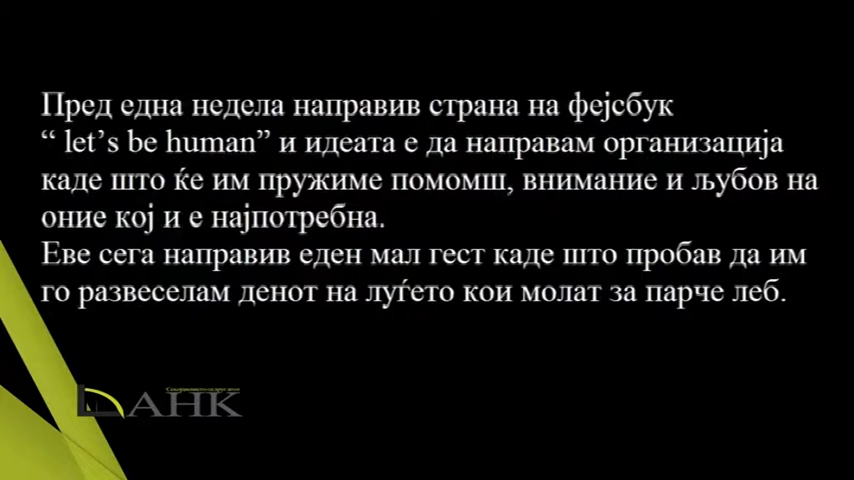 Пред една недела направив страна на фејсбук
“ let’s be human” и идеата е да направам организација
каде што ќе им пружиме помомш, внимание и љубов на
оние кој и е најпотребна.
Еве сега направив еден мал гест каде што пробав да им
го развеселам денот на луѓето кои молат за парче леб.
ДАНК